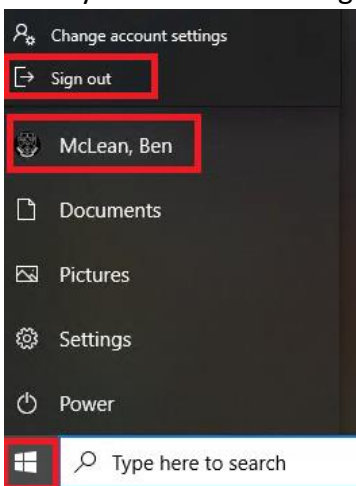 Change account settings
Sign out
McLean, Ben
Documents
Pictures
Settings
Power
Type here to search